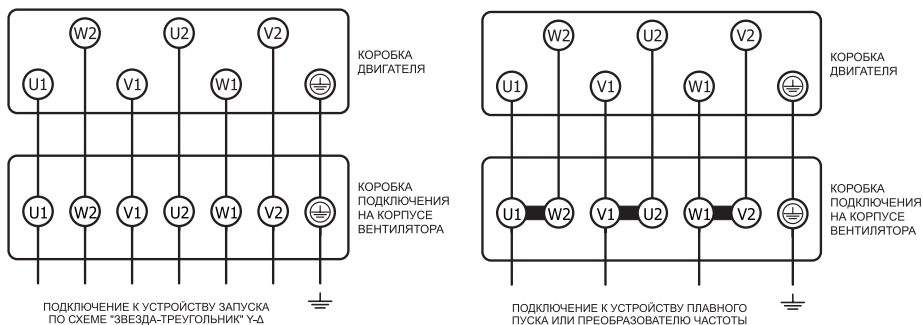 W2 U2 V2
КОРОБКА
ДВИГАТЕЛЯ
U1 V1 W1
КОРОБКА
ПОДКЛЮЧЕНИЯ
НА КОРПУСЕ
ВЕНТИЛЯТОРА
U1 W2 V1 U2 W1 V2
ПОДКЛЮЧЕНИЕ К УСТРОЙСТВУ ЗАПУСКА
ПО СХЕМЕ "ЗВЕЗДА-ТРЕУГОЛЬНИК" Y-Δ
W2 U2 V2
КОРОБКА
ДВИГАТЕЛЯ
U1 V1 W1
КОРОБКА
ПОДКЛЮЧЕНИЯ
НА КОРПУСЕ
ВЕНТИЛЯТОРА
U1 W2 V1 U2 W1 V2
ПОДКЛЮЧЕНИЕ К УСТРОЙСТВУ ПЛАВНОГО
ПУСКА ИЛИ ПРЕОБРАЗОВАТЕЛЮ ЧАСТОТЫ